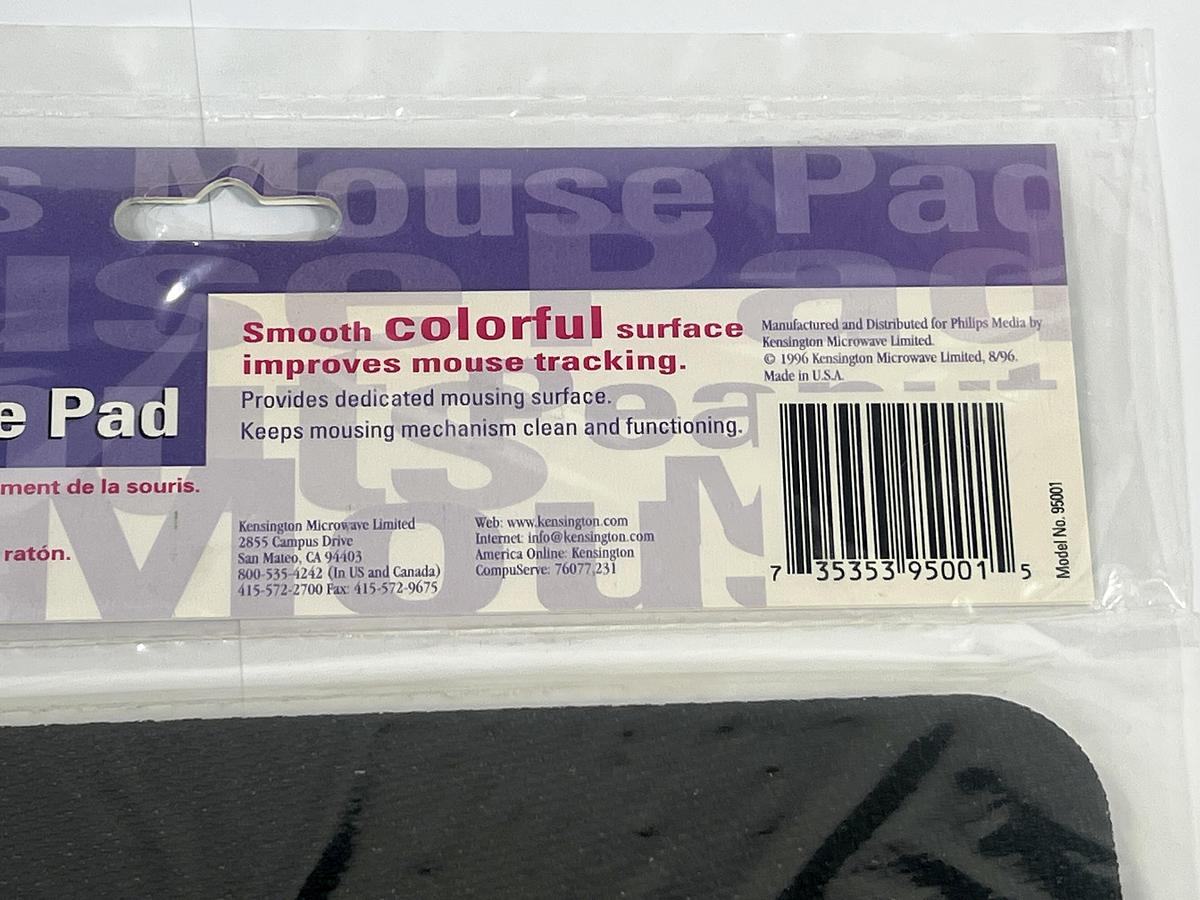 s Mouse Pad
use Pad
Smooth colorful surface
improves mouse tracking.
Provides dedicated mousing surface.
Keeps mousing mechanism clean and functioning.
Manufactured and Distributed for Philips Media by
Kensington Microwave Limited.
© 1996 Kensington Microwave Limited, 8/96.
Made in U.S.A.
e Pad
ment de la souris.
ratón.
Kensington Microwave Limited
2855 Campus Drive
San Mateo, CA 94403
800-535-4242 (In US and Canada)
415-572-2700 Fax: 415-572-9675
Web: www.kensington.com
Internet: info@kensington.com
America Online: Kensington
CompuServe: 76077,231
7 35353 95001 5
Model No. 95001